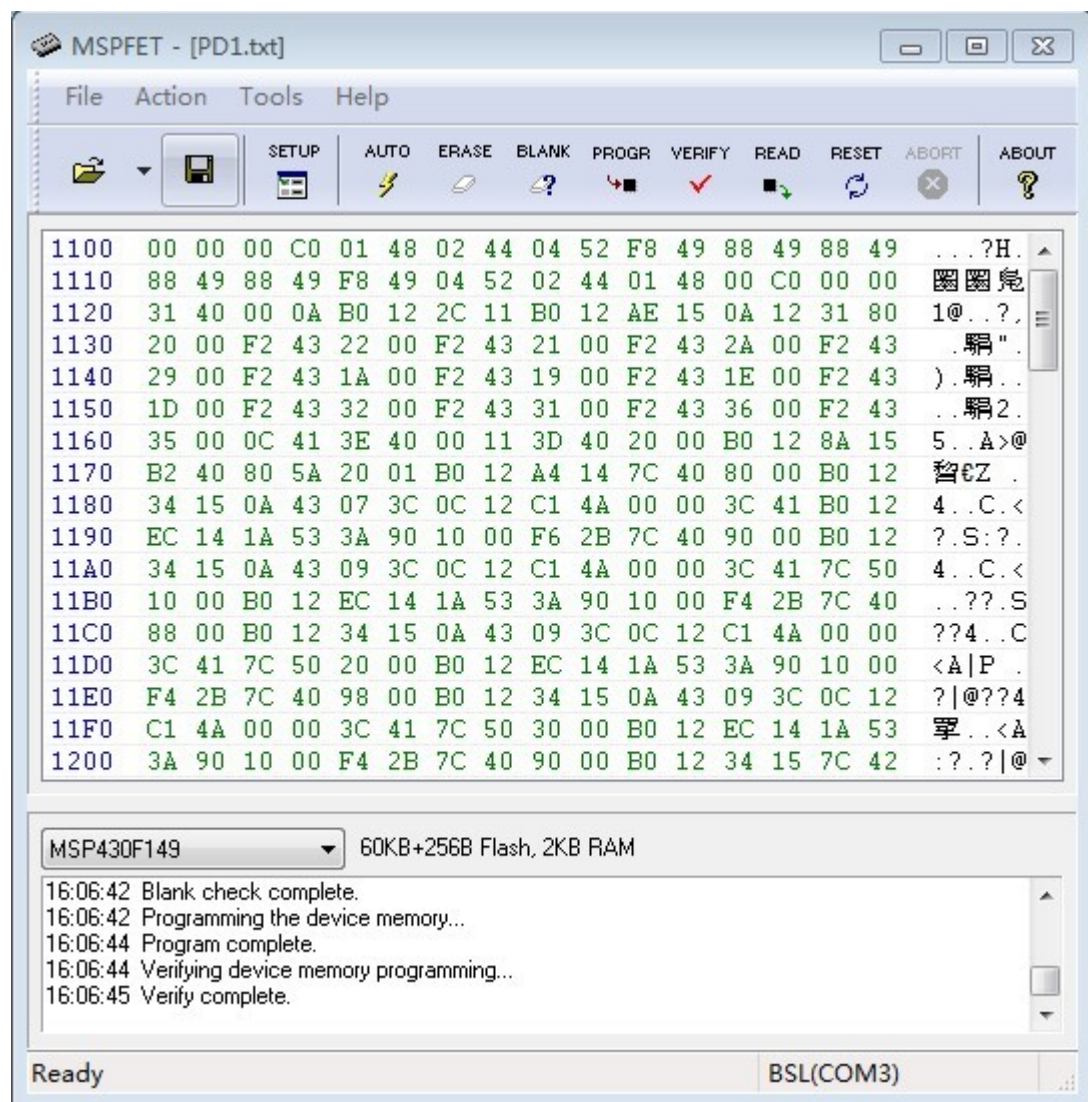 MSPFET - [PD1.txt]
File Action Tools Help
SETUP AUTO ERASE BLANK PROGR VERIFY READ RESET ABORT ABOUT
1100 00 00 00 C0 01 48 02 44 04 52 F8 49 88 49 88 49 ....?H.
1110 88 49 88 49 F8 49 04 52 02 44 01 48 00 C0 00 00
1120 31 40 00 0A B0 12 2C 11 B0 12 AE 15 0A 12 31 80 1@..?,
1130 20 00 F2 43 22 00 F2 43 21 00 F2 43 2A 00 F2 43
1140 29 00 F2 43 1A 00 F2 43 19 00 F2 43 1E 00 F2 43
1150 1D 00 F2 43 32 00 F2 43 31 00 F2 43 36 00 F2 43
1160 35 00 0C 41 3E 40 00 11 3D 40 20 00 B0 12 8A 15 5..A>@
1170 B2 40 80 5A 20 01 B0 12 A4 14 7C 40 80 00 B0 12
1180 34 15 0A 43 07 3C 0C 12 C1 4A 00 00 3C 41 B0 12 4..C.<
1190 EC 14 1A 53 3A 90 10 00 F6 2B 7C 40 90 00 B0 12 ?.S:?.
11A0 34 15 0A 43 09 3C 0C 12 C1 4A 00 00 3C 41 7C 50 4..C.<
11B0 10 00 B0 12 EC 14 1A 53 3A 90 10 00 F4 2B 7C 40 ..??.S
11C0 88 00 B0 12 34 15 0A 43 09 3C 0C 12 C1 4A 00 00 ??4..C
11D0 3C 41 7C 50 20 00 B0 12 EC 14 1A 53 3A 90 10 00 <A|P .
11E0 F4 2B 7C 40 98 00 B0 12 34 15 0A 43 09 3C 0C 12 ?|@??4
11F0 C1 4A 00 00 3C 41 7C 50 30 00 B0 12 EC 14 1A 53
1200 3A 90 10 00 F4 2B 7C 40 90 00 B0 12 34 15 7C 42 :?.?|@
MSP430F149 60KB+256B Flash, 2KB RAM
16:06:42 Blank check complete.
16:06:42 Programming the device memory...
16:06:44 Program complete.
16:06:44 Verifying device memory programming...
16:06:45 Verify complete.
Ready BSL(COM3)